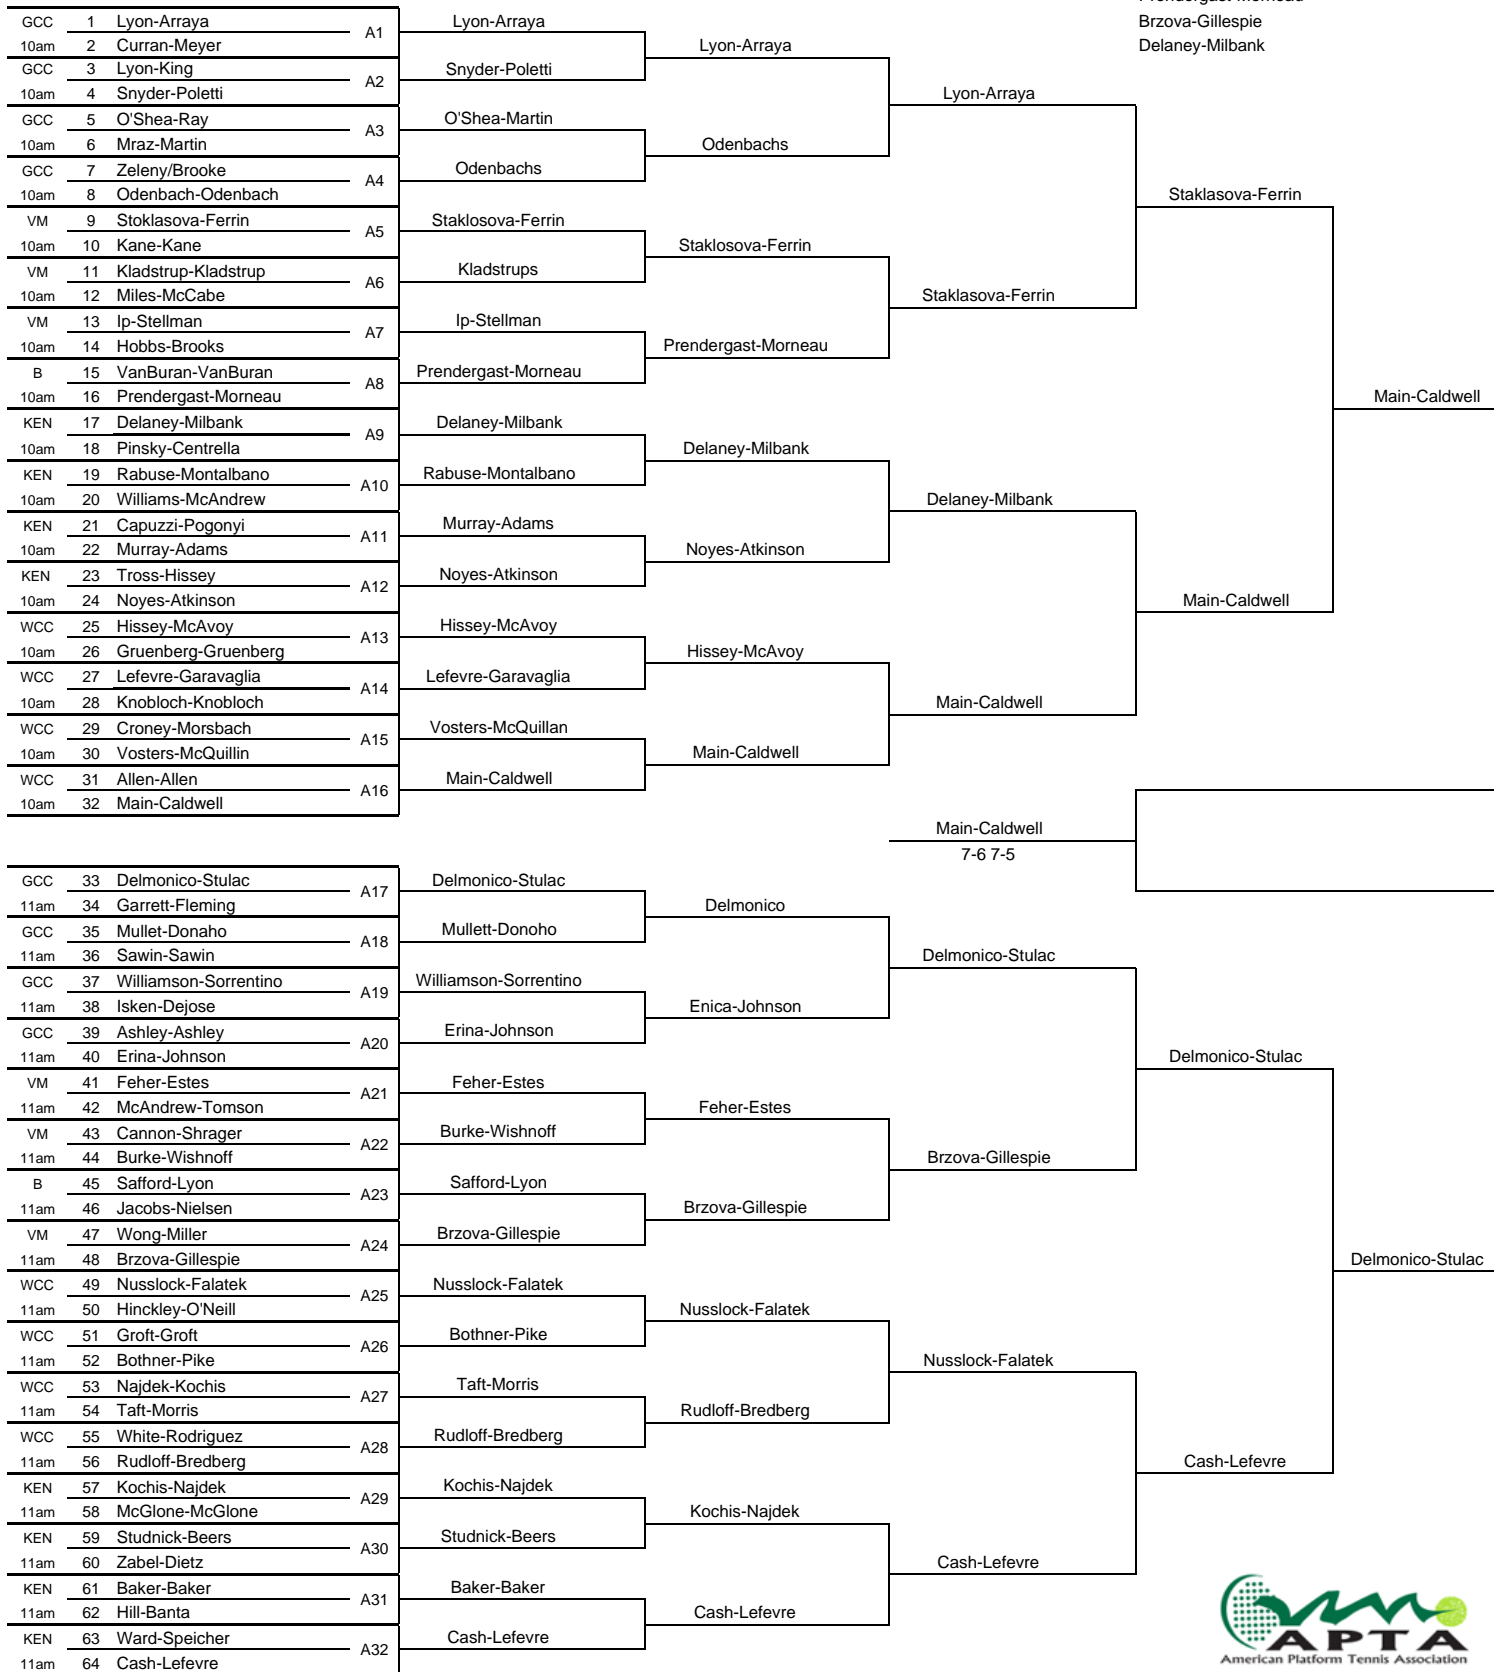 Brzova-Gillespie
Delaney-Milbank
GCC 1 Lyon-Arraya
10am 2 Curran-Meyer
A1
GCC 3 Lyon-King
10am 4 Snyder-Poletti
A2
GCC 5 O'Shea-Ray
10am 6 Mraz-Martin
A3
GCC 7 Zeleny/Brooke
10am 8 Odenbach-Odenbach
A4
VM 9 Stoklasova-Ferrin
10am 10 Kane-Kane
A5
VM 11 Kladstrup-Kladstrup
10am 12 Miles-McCabe
A6
VM 13 Ip-Stellman
10am 14 Hobbs-Brooks
A7
B 15 VanBuran-VanBuran
10am 16 Prendergast-Morneau
A8
KEN 17 Delaney-Milbank
10am 18 Pinsky-Centrella
A9
KEN 19 Rabuse-Montalbano
10am 20 Williams-McAndrew
A10
KEN 21 Capuzzi-Pogonyi
10am 22 Murray-Adams
A11
KEN 23 Tross-Hissey
10am 24 Noyes-Atkinson
A12
WCC 25 Hissey-McAvoy
10am 26 Gruenberg-Gruenberg
A13
WCC 27 Lefevre-Garavaglia
10am 28 Knobloch-Knobloch
A14
WCC 29 Croney-Morsbach
10am 30 Vosters-McQuillin
A15
WCC 31 Allen-Allen
10am 32 Main-Caldwell
A16
Lyon-Arraya
Snyder-Poletti
O'Shea-Martin
Odenbachs
Staklosova-Ferrin
Kladstrups
Ip-Stellman
Prendergast-Morneau
Delaney-Milbank
Rabuse-Montalbano
Murray-Adams
Noyes-Atkinson
Hissey-McAvoy
Lefevre-Garavaglia
Vosters-McQuillan
Main-Caldwell
Lyon-Arraya
Odenbachs
Staklosova-Ferrin
Prendergast-Morneau
Delaney-Milbank
Noyes-Atkinson
Hissey-McAvoy
Main-Caldwell
Lyon-Arraya
Staklasova-Ferrin
Delaney-Milbank
Main-Caldwell
Staklasova-Ferrin
Main-Caldwell
Main-Caldwell
Main-Caldwell
7-6 7-5
GCC 33 Delmonico-Stulac
11am 34 Garrett-Fleming
A17
GCC 35 Mullet-Donaho
11am 36 Sawin-Sawin
A18
GCC 37 Williamson-Sorrentino
11am 38 Isken-Dejose
A19
GCC 39 Ashley-Ashley
11am 40 Erina-Johnson
A20
VM 41 Feher-Estes
11am 42 McAndrew-Tomson
A21
VM 43 Cannon-Shrager
11am 44 Burke-Wishnoff
A22
B 45 Safford-Lyon
11am 46 Jacobs-Nielsen
A23
VM 47 Wong-Miller
11am 48 Brzova-Gillespie
A24
WCC 49 Nusslock-Falatek
11am 50 Hinckley-O'Neill
A25
WCC 51 Groft-Groft
11am 52 Bothner-Pike
A26
WCC 53 Najdek-Kochis
11am 54 Taft-Morris
A27
WCC 55 White-Rodriguez
11am 56 Rudloff-Bredberg
A28
KEN 57 Kochis-Najdek
11am 58 McGlone-McGlone
A29
KEN 59 Studnick-Beers
11am 60 Zabel-Dietz
A30
KEN 61 Baker-Baker
11am 62 Hill-Banta
A31
KEN 63 Ward-Speicher
11am 64 Cash-Lefevre
A32
Delmonico-Stulac
Mullett-Donoho
Williamson-Sorrentino
Erina-Johnson
Feher-Estes
Burke-Wishnoff
Safford-Lyon
Brzova-Gillespie
Nusslock-Falatek
Bothner-Pike
Taft-Morris
Rudloff-Bredberg
Kochis-Najdek
Studnick-Beers
Baker-Baker
Cash-Lefevre
Delmonico
Enica-Johnson
Feher-Estes
Brzova-Gillespie
Nusslock-Falatek
Rudloff-Bredberg
Kochis-Najdek
Cash-Lefevre
Delmonico-Stulac
Brzova-Gillespie
Nusslock-Falatek
Cash-Lefevre
Delmonico-Stulac
Cash-Lefevre
Delmonico-Stulac
APTA
American Platform Tennis Association